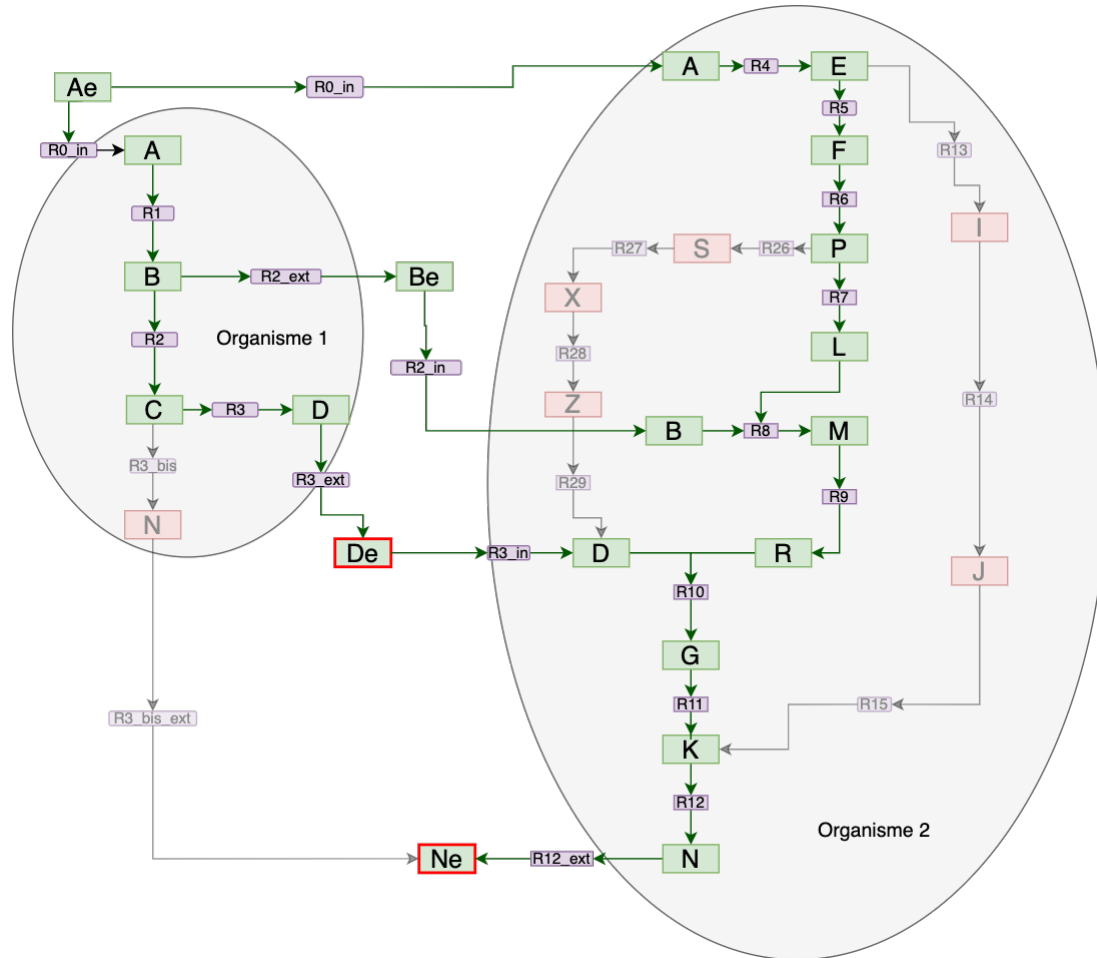 A R4 E
Ae R0_in
R5
R0_in A F R13
R6
R1
I
R27 S R26 P
B R2_ext Be
X R7
Organisme 1
R2 L
R28
R2_in
R14
C R3 D Z
B R8 M
R3_bis
R3_ext R29
R9
N
De R3_in D R
J
R10
G
R11 R15
R3_bis_ext
K
R12
Organisme 2
Ne R12_ext N